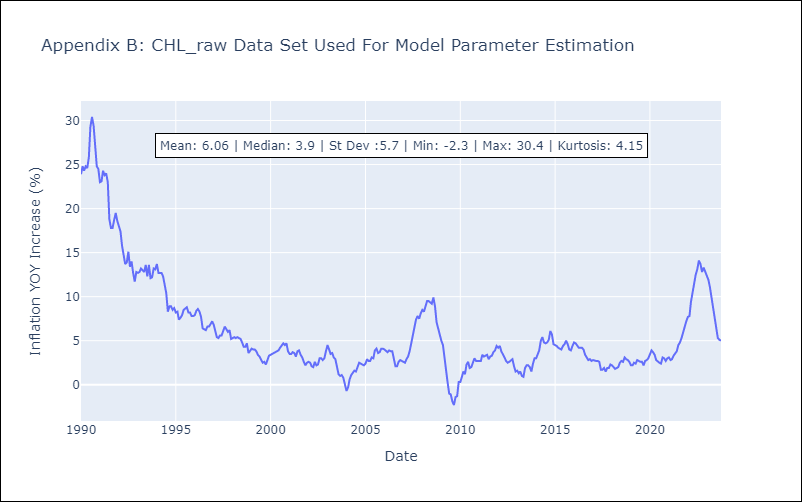 Appendix B: CHL_raw Data Set Used For Model Parameter Estimation
Mean: 6.06 | Median: 3.9 | St Dev :5.7 | Min: -2.3 | Max: 30.4 | Kurtosis: 4.15
Inflation YOY Increase (%)
30
25
20
15
10
5
0
1990 1995 2000 2005 2010 2015 2020
Date